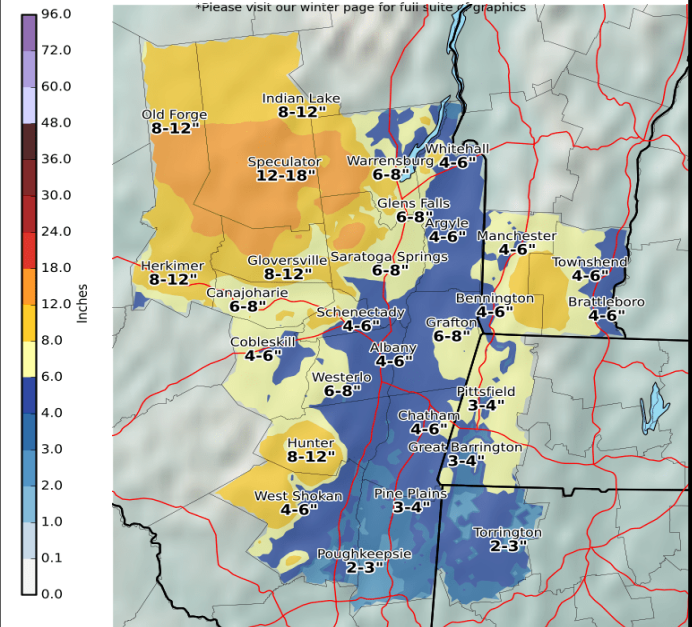 *Please visit our winter page for full suite of graphics
96.0
72.0
60.0
48.0
36.0
30.0
24.0
18.0
12.0
8.0
6.0
4.0
3.0
2.0
1.0
0.1
0.0
Inches
Indian Lake
8-12"
Old Forge
8-12"
Speculator
12-18"
Warrensburg
6-8"
Whitehall
4-6"
Glens Falls
6-8"
Argyle
4-6"
Manchester
4-6"
Herkimer
8-12"
Gloversville
8-12"
Saratoga Springs
6-8"
Townshend
4-6"
Canajoharie
6-8"
Schenectady
4-6"
Bennington
4-6"
Brattleboro
4-6"
Grafton
6-8"
Cobleskill
4-6"
Albany
4-6"
Westerlo
6-8"
Pittsfield
3-4"
Chatham
4-6"
Hunter
8-12"
Great Barrington
3-4"
West Shokan
4-6"
Pine Plains
3-4"
Torrington
2-3"
Poughkeepsie
2-3"